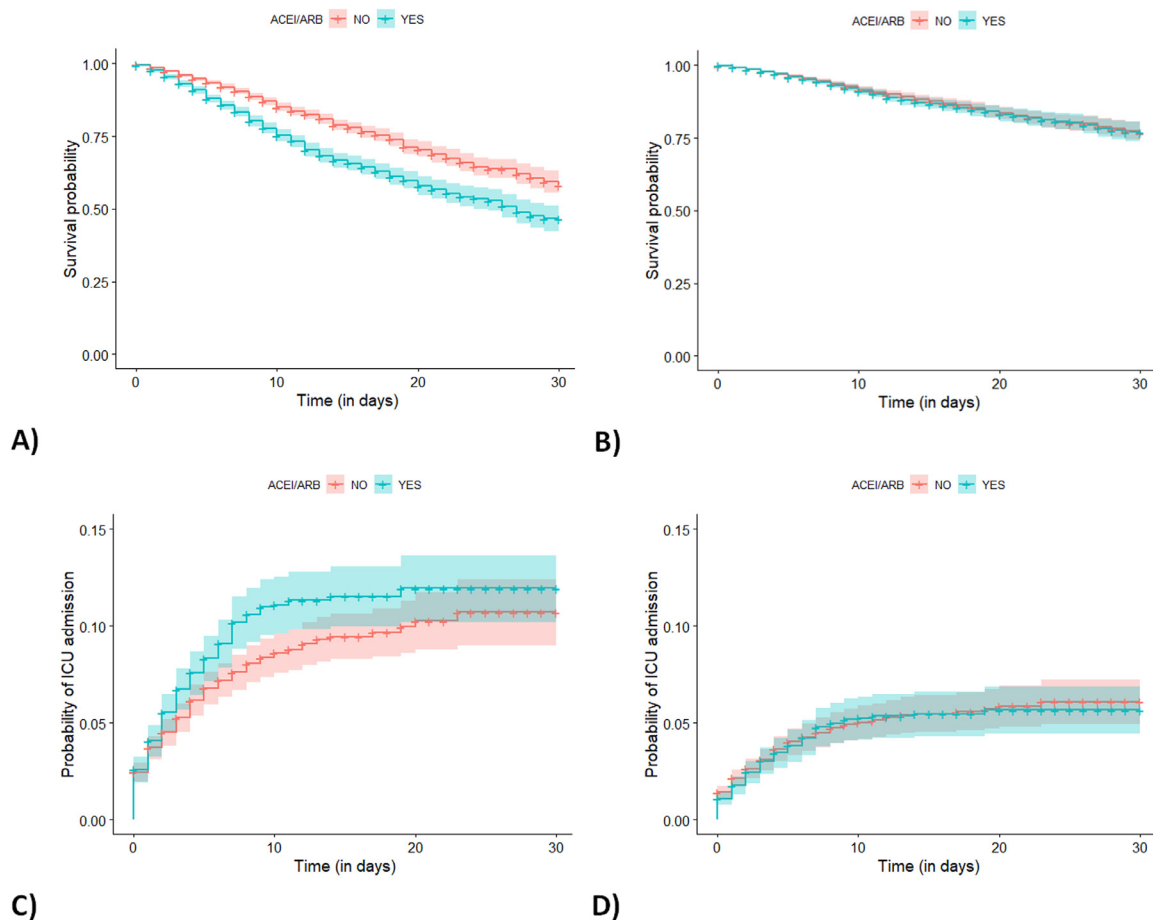 ACEI/ARB NO YES
1.00
0.75
0.50
0.25
0.00
Survival probability
0 10 20 30
Time (in days)
A)
ACEI/ARB NO YES
1.00
0.75
0.50
0.25
0.00
Survival probability
0 10 20 30
Time (in days)
B)
ACEI/ARB NO YES
0.15
0.10
0.05
0.00
Probability of ICU admission
0 10 20 30
Time (in days)
C)
ACEI/ARB NO YES
0.15
0.10
0.05
0.00
Probability of ICU admission
0 10 20 30
Time (in days)
D)